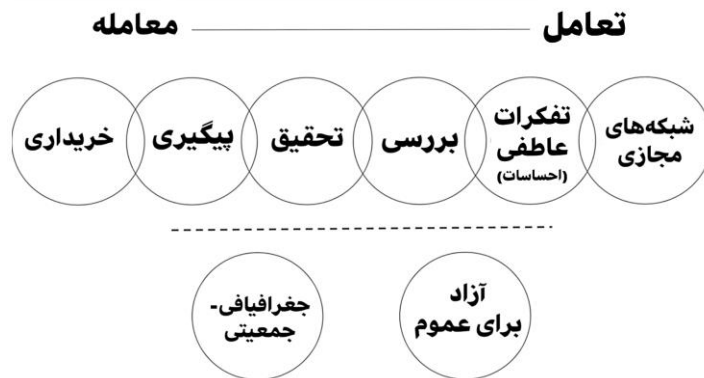 تعامل
معامله
شبکه‌های
مجازی
تفکرات
عاطفی
(احساسات)
بررسی
تحقیق
پیگیری
خریداری
آزاد
برای عموم
جغرافیافی-
جمعیتی